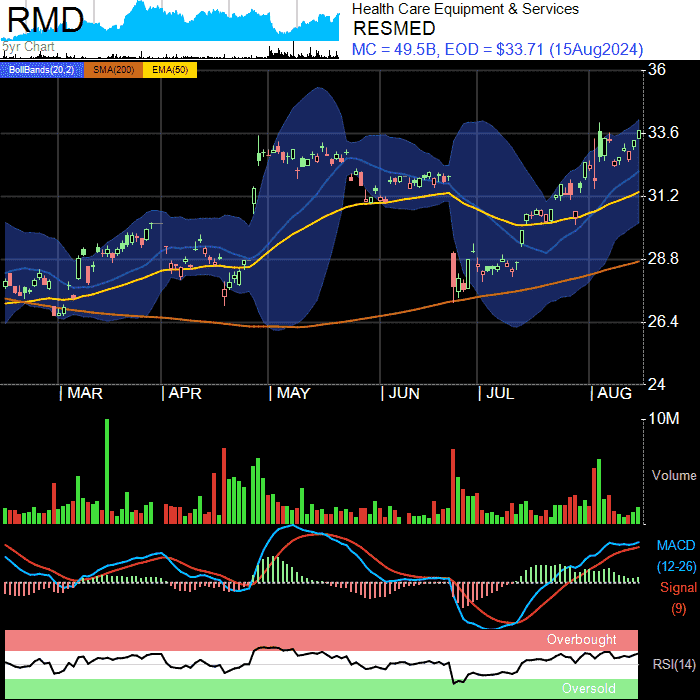 RMD
5yr Chart
Health Care Equipment & Services
RESMED
MC = 49.5B, EOD = $33.71 (15Aug2024)
BollBands(20,2) SMA(200) EMA(50)
36
33.6
31.2
28.8
26.4
24
MAR APR MAY JUN JUL AUG
10M
Volume
MACD
(12-26)
Signal
(9)
Overbought
RSI(14)
Oversold